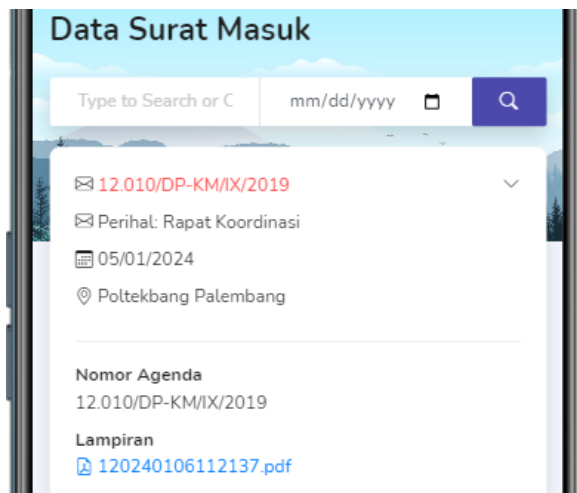 Data Surat Masuk
Type to Search or C
mm/dd/yyyy
12.010/DP-KM/IX/2019
Perihal: Rapat Koordinasi
05/01/2024
Poltekbang Palembang
Nomor Agenda
12.010/DP-KM/IX/2019
Lampiran
120240106112137.pdf